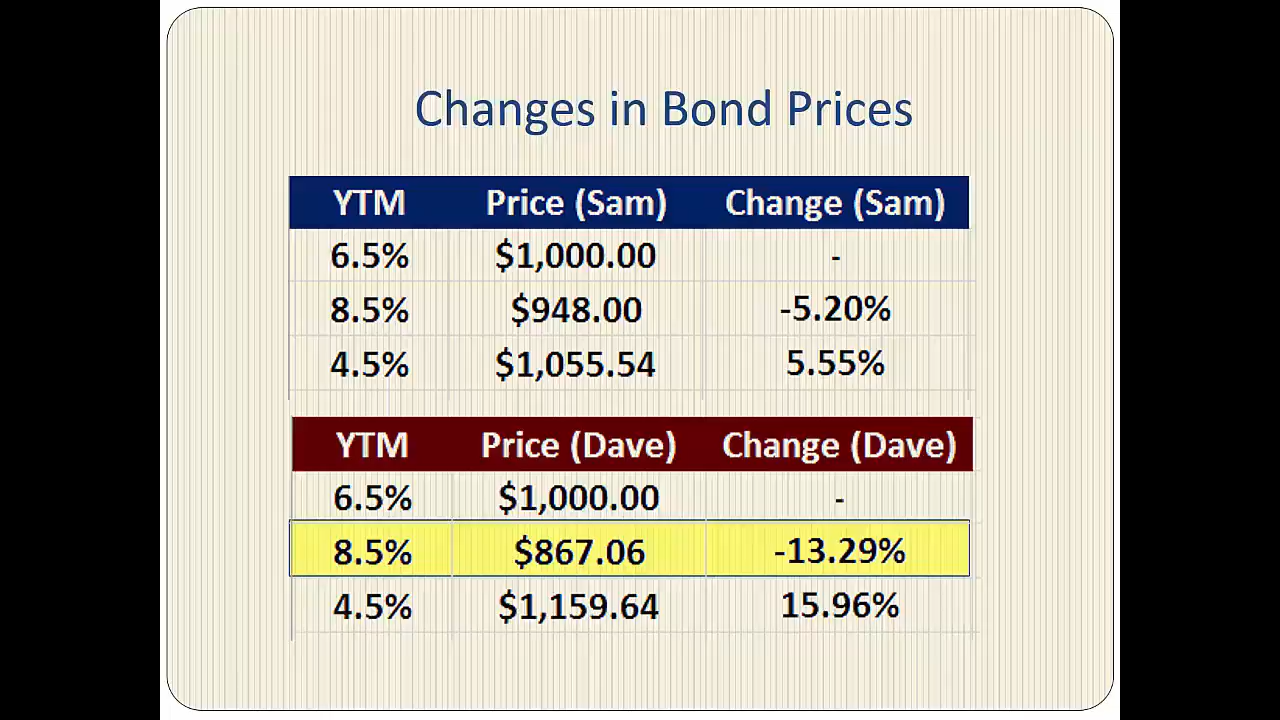 Changes in Bond Prices
YTM Price (Sam) Change (Sam)
6.5% $1,000.00 -
8.5% $948.00 -5.20%
4.5% $1,055.54 5.55%
YTM Price (Dave) Change (Dave)
6.5% $1,000.00 -
8.5% $867.06 -13.29%
4.5% $1,159.64 15.96%